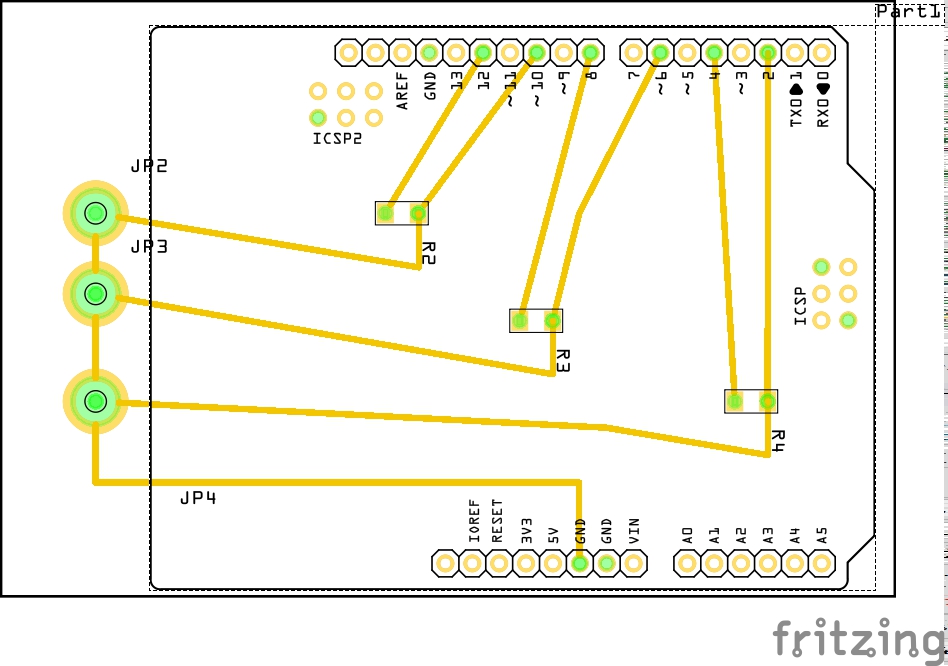 Part1
AREF
GND
13
12
~11
~10
~9
8
7
~6
~5
4
~3
2
TX0 1
RX0 0
ICSP2
JP2
JP3
R2
ICSP
R3
R4
JP4
IOREF
RESET
3V3
5V
GND
GND
VIN
A0
A1
A2
A3
A4
A5
fritzing